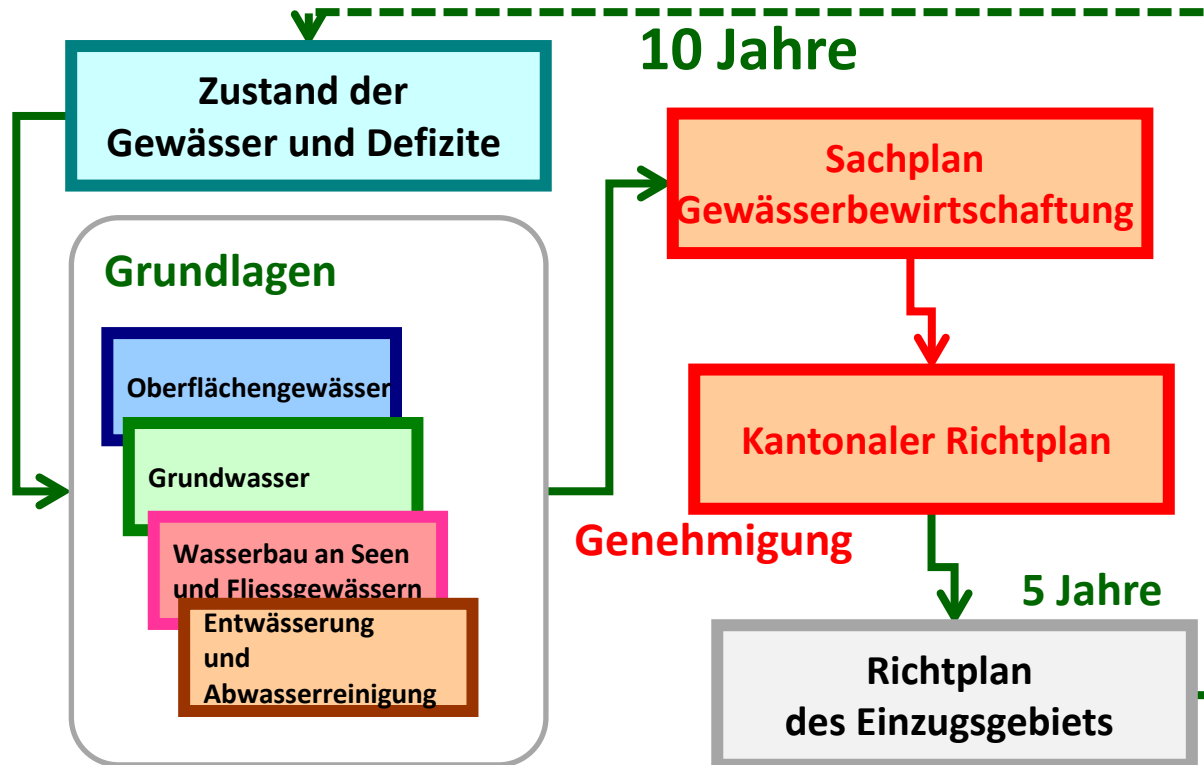 10 Jahre
Zustand der
Gewässer und Defizite
Sachplan
Gewässerbewirtschaftung
Grundlagen
Oberflächengewässer
Grundwasser
Wasserbau an Seen
und Fliessgewässern
Entwässerung
und
Abwasserreinigung
Kantonaler Richtplan
Genehmigung
5 Jahre
Richtplan
des Einzugsgebiets